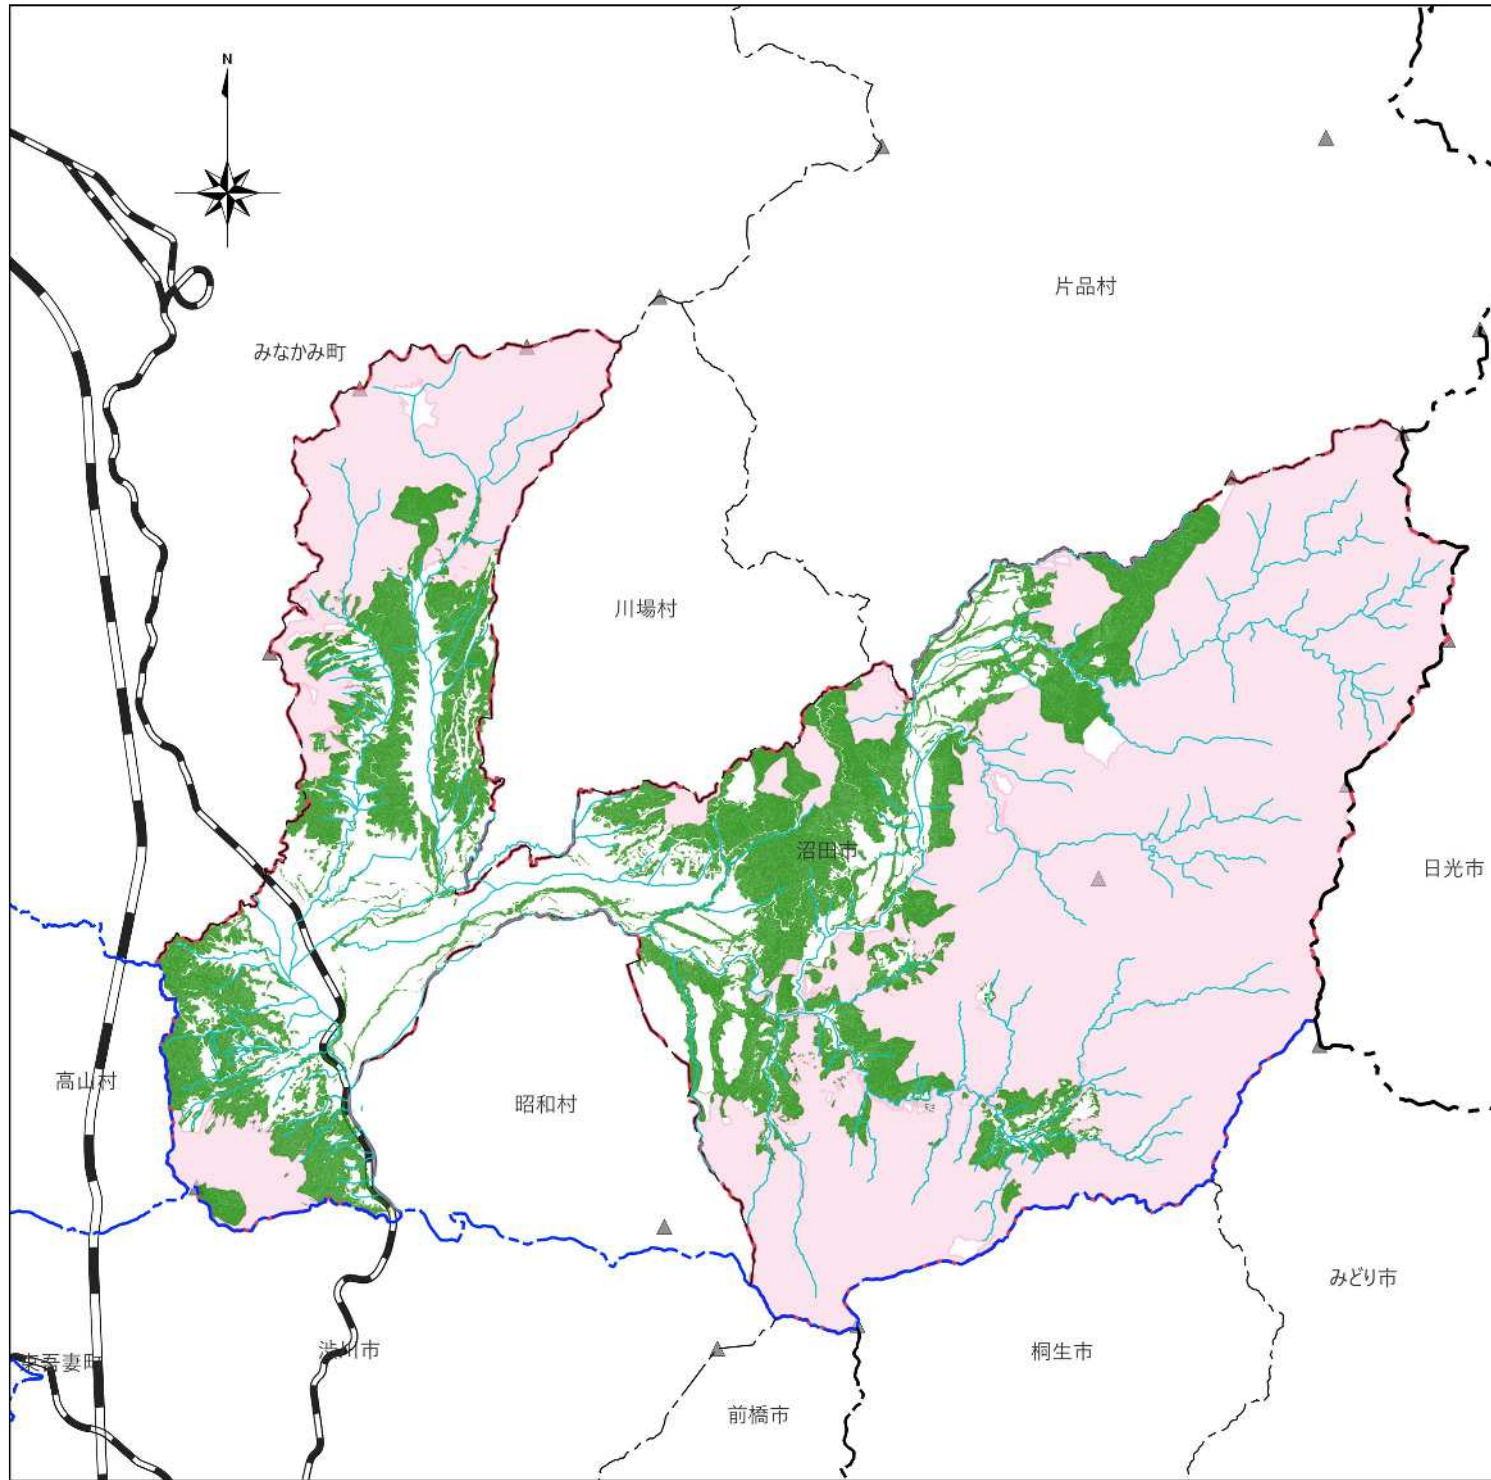 N
片品村
みなかみ町
川場村
沼田市
日光市
高山村
昭和村
みどり市
渋川市
東吾妻町
桐生市
前橋市